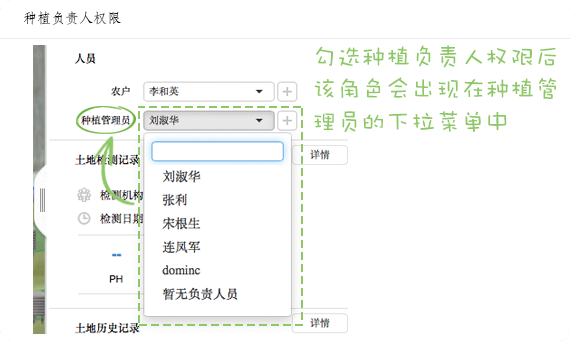 种植负责人权限
人员
农户 李和英
种植管理员 刘淑华
勾选种植负责人权限后
该角色会出现在种植管
理员的下拉菜单中
刘淑华
张利
宋根生
连凤军
dominc
暂无负责人员
土地检测记录 详情
检测机构
检测日期
--
PH
土地历史记录 详情